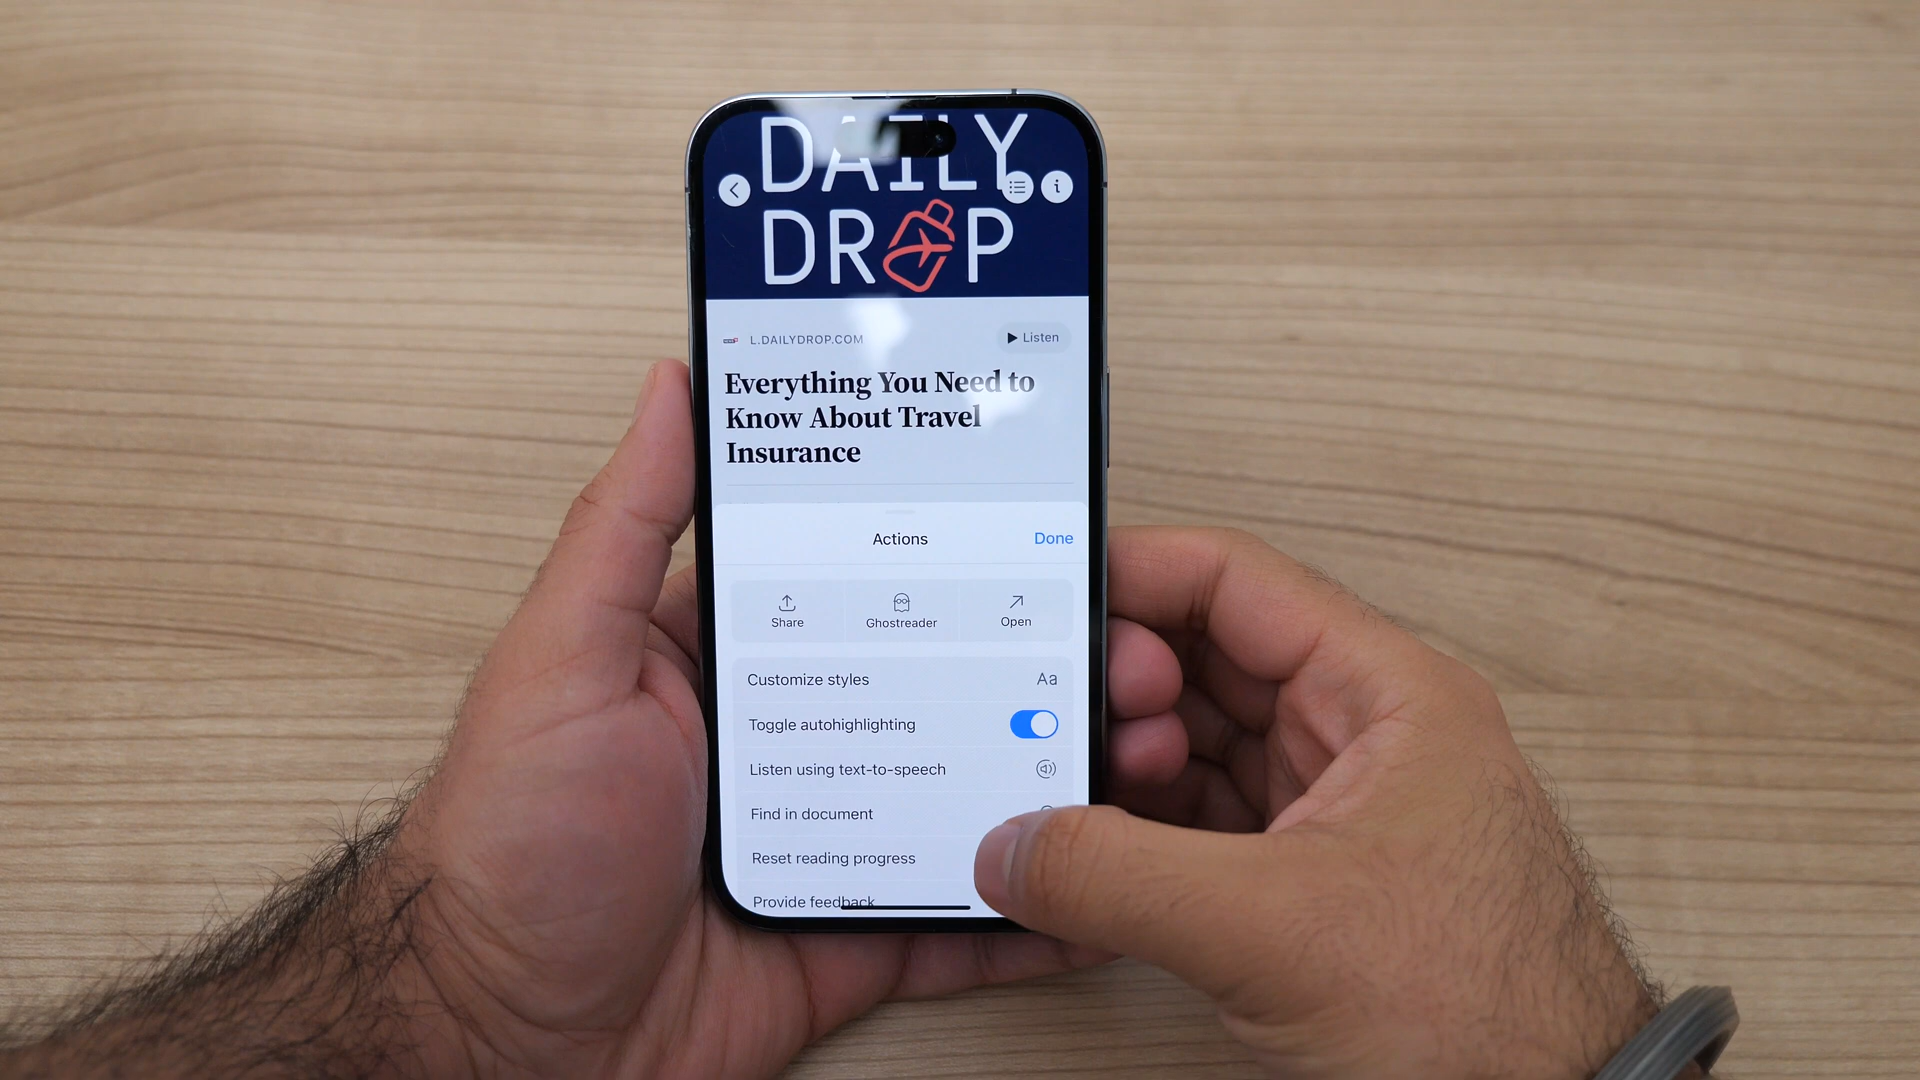 DAILY
DROP
L.DAILYDROP.COM
Listen
Everything You Need to
Know About Travel
Insurance
Actions
Done
Share
Ghostreader
Open
Customize styles
Aa
Toggle autohighlighting
Listen using text-to-speech
Find in document
Reset reading progress
Provide feedback